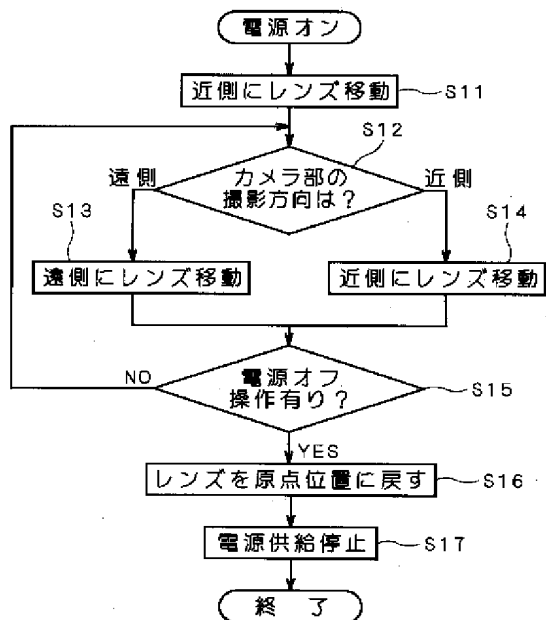 電源オン
近側にレンズ移動
S11
S12
カメラ部の
撮影方向は？
遠側
近側
S13
S14
遠側にレンズ移動
近側にレンズ移動
電源オフ
操作有り？
NO
S15
YES
レンズを原点位置に戻す
S16
電源供給停止
S17
終 了